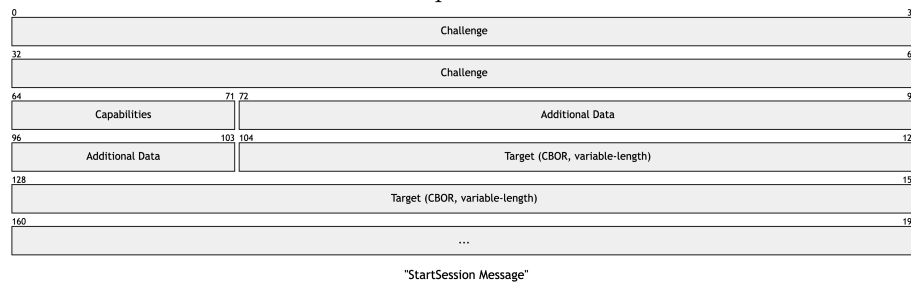 0 3
Challenge
32 6
Challenge
64 71 72 9
Capabilities Additional Data
96 103 104 12
Additional Data Target (CBOR, variable-length)
128 15
Target (CBOR, variable-length)
160 19
...
"StartSession Message"